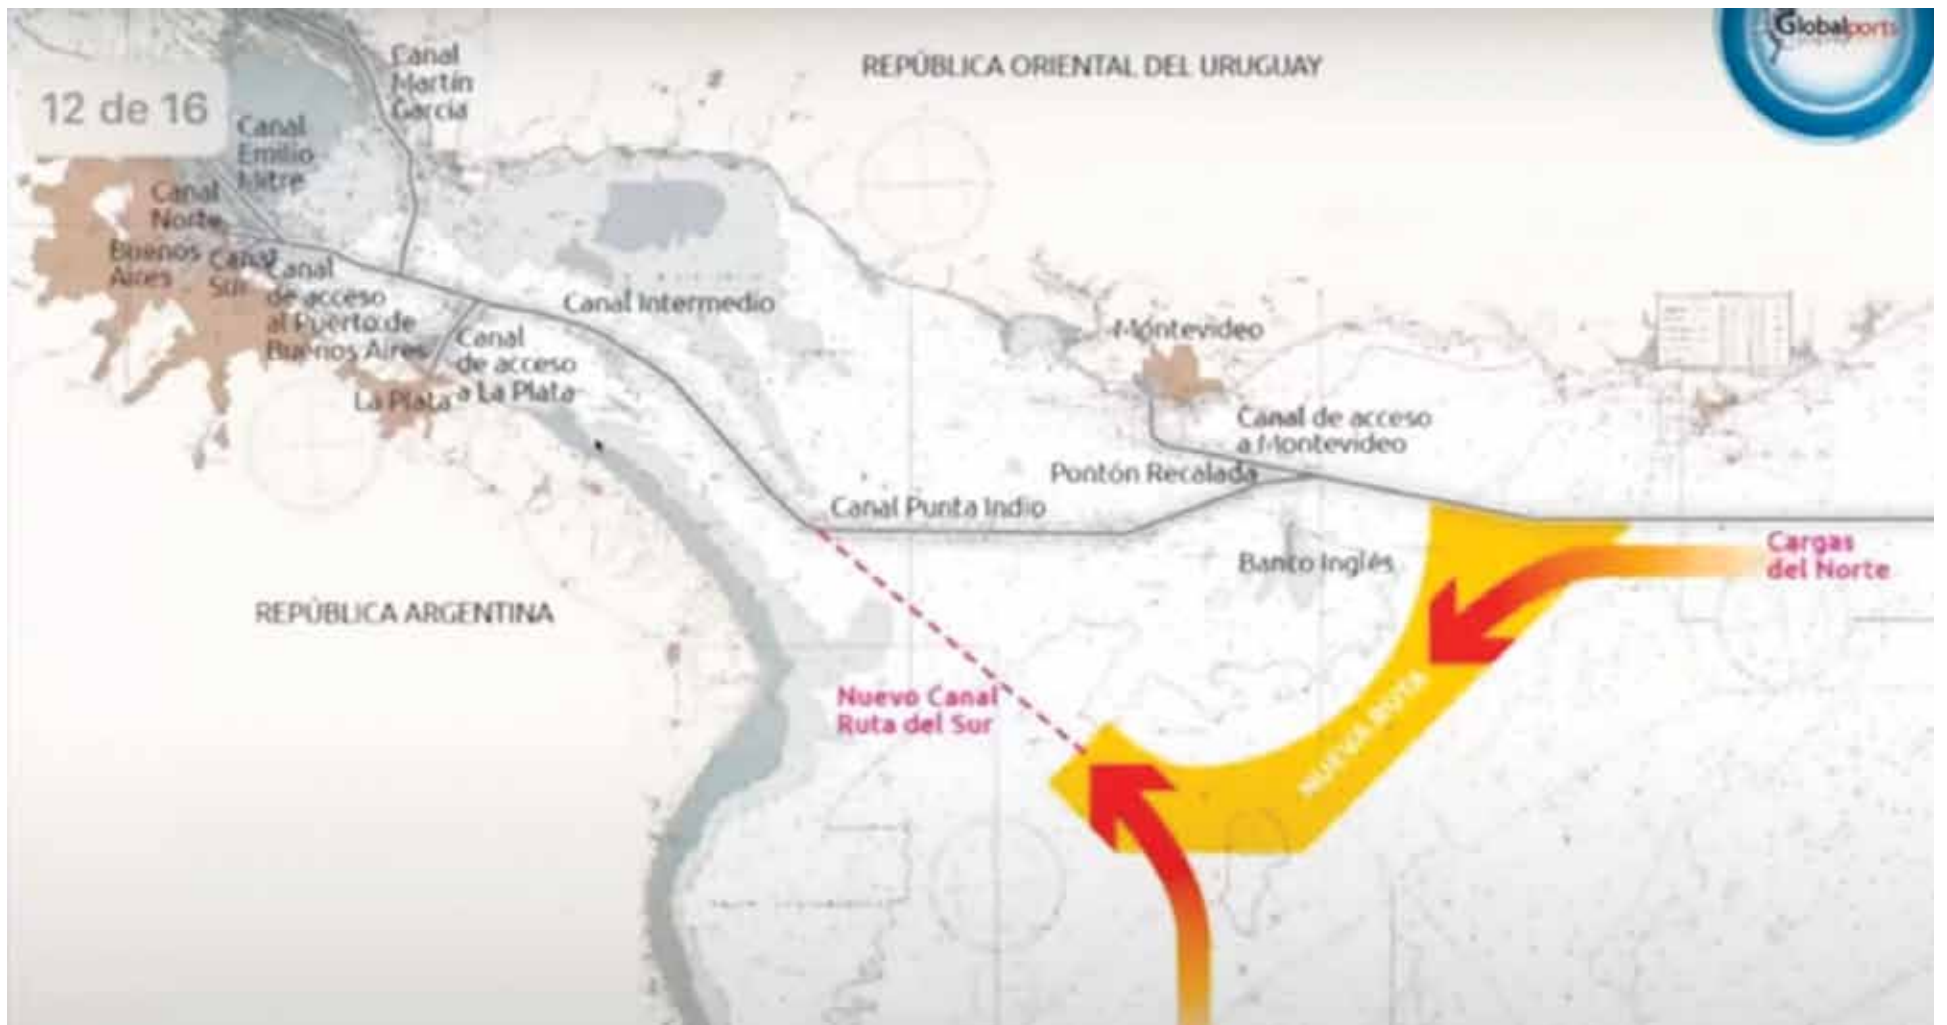 Globalports
REPÚBLICA ORIENTAL DEL URUGUAY
12 de 16
Canal
Martín
García
Canal
Emilio
Mitre
Canal
Norte
Buenos
Aires
Canal
Sur
Canal
de acceso
al Puerto de
Buenos Aires
Canal Intermedio
Canal
de acceso
a La Plata
La Plata
Montevideo
Canal de acceso
a Montevideo
Pontón Recalada
Canal Punta Indio
Banco Inglés
Cargas
del Norte
REPÚBLICA ARGENTINA
Nuevo Canal
Ruta del Sur
NUEVA RUTA